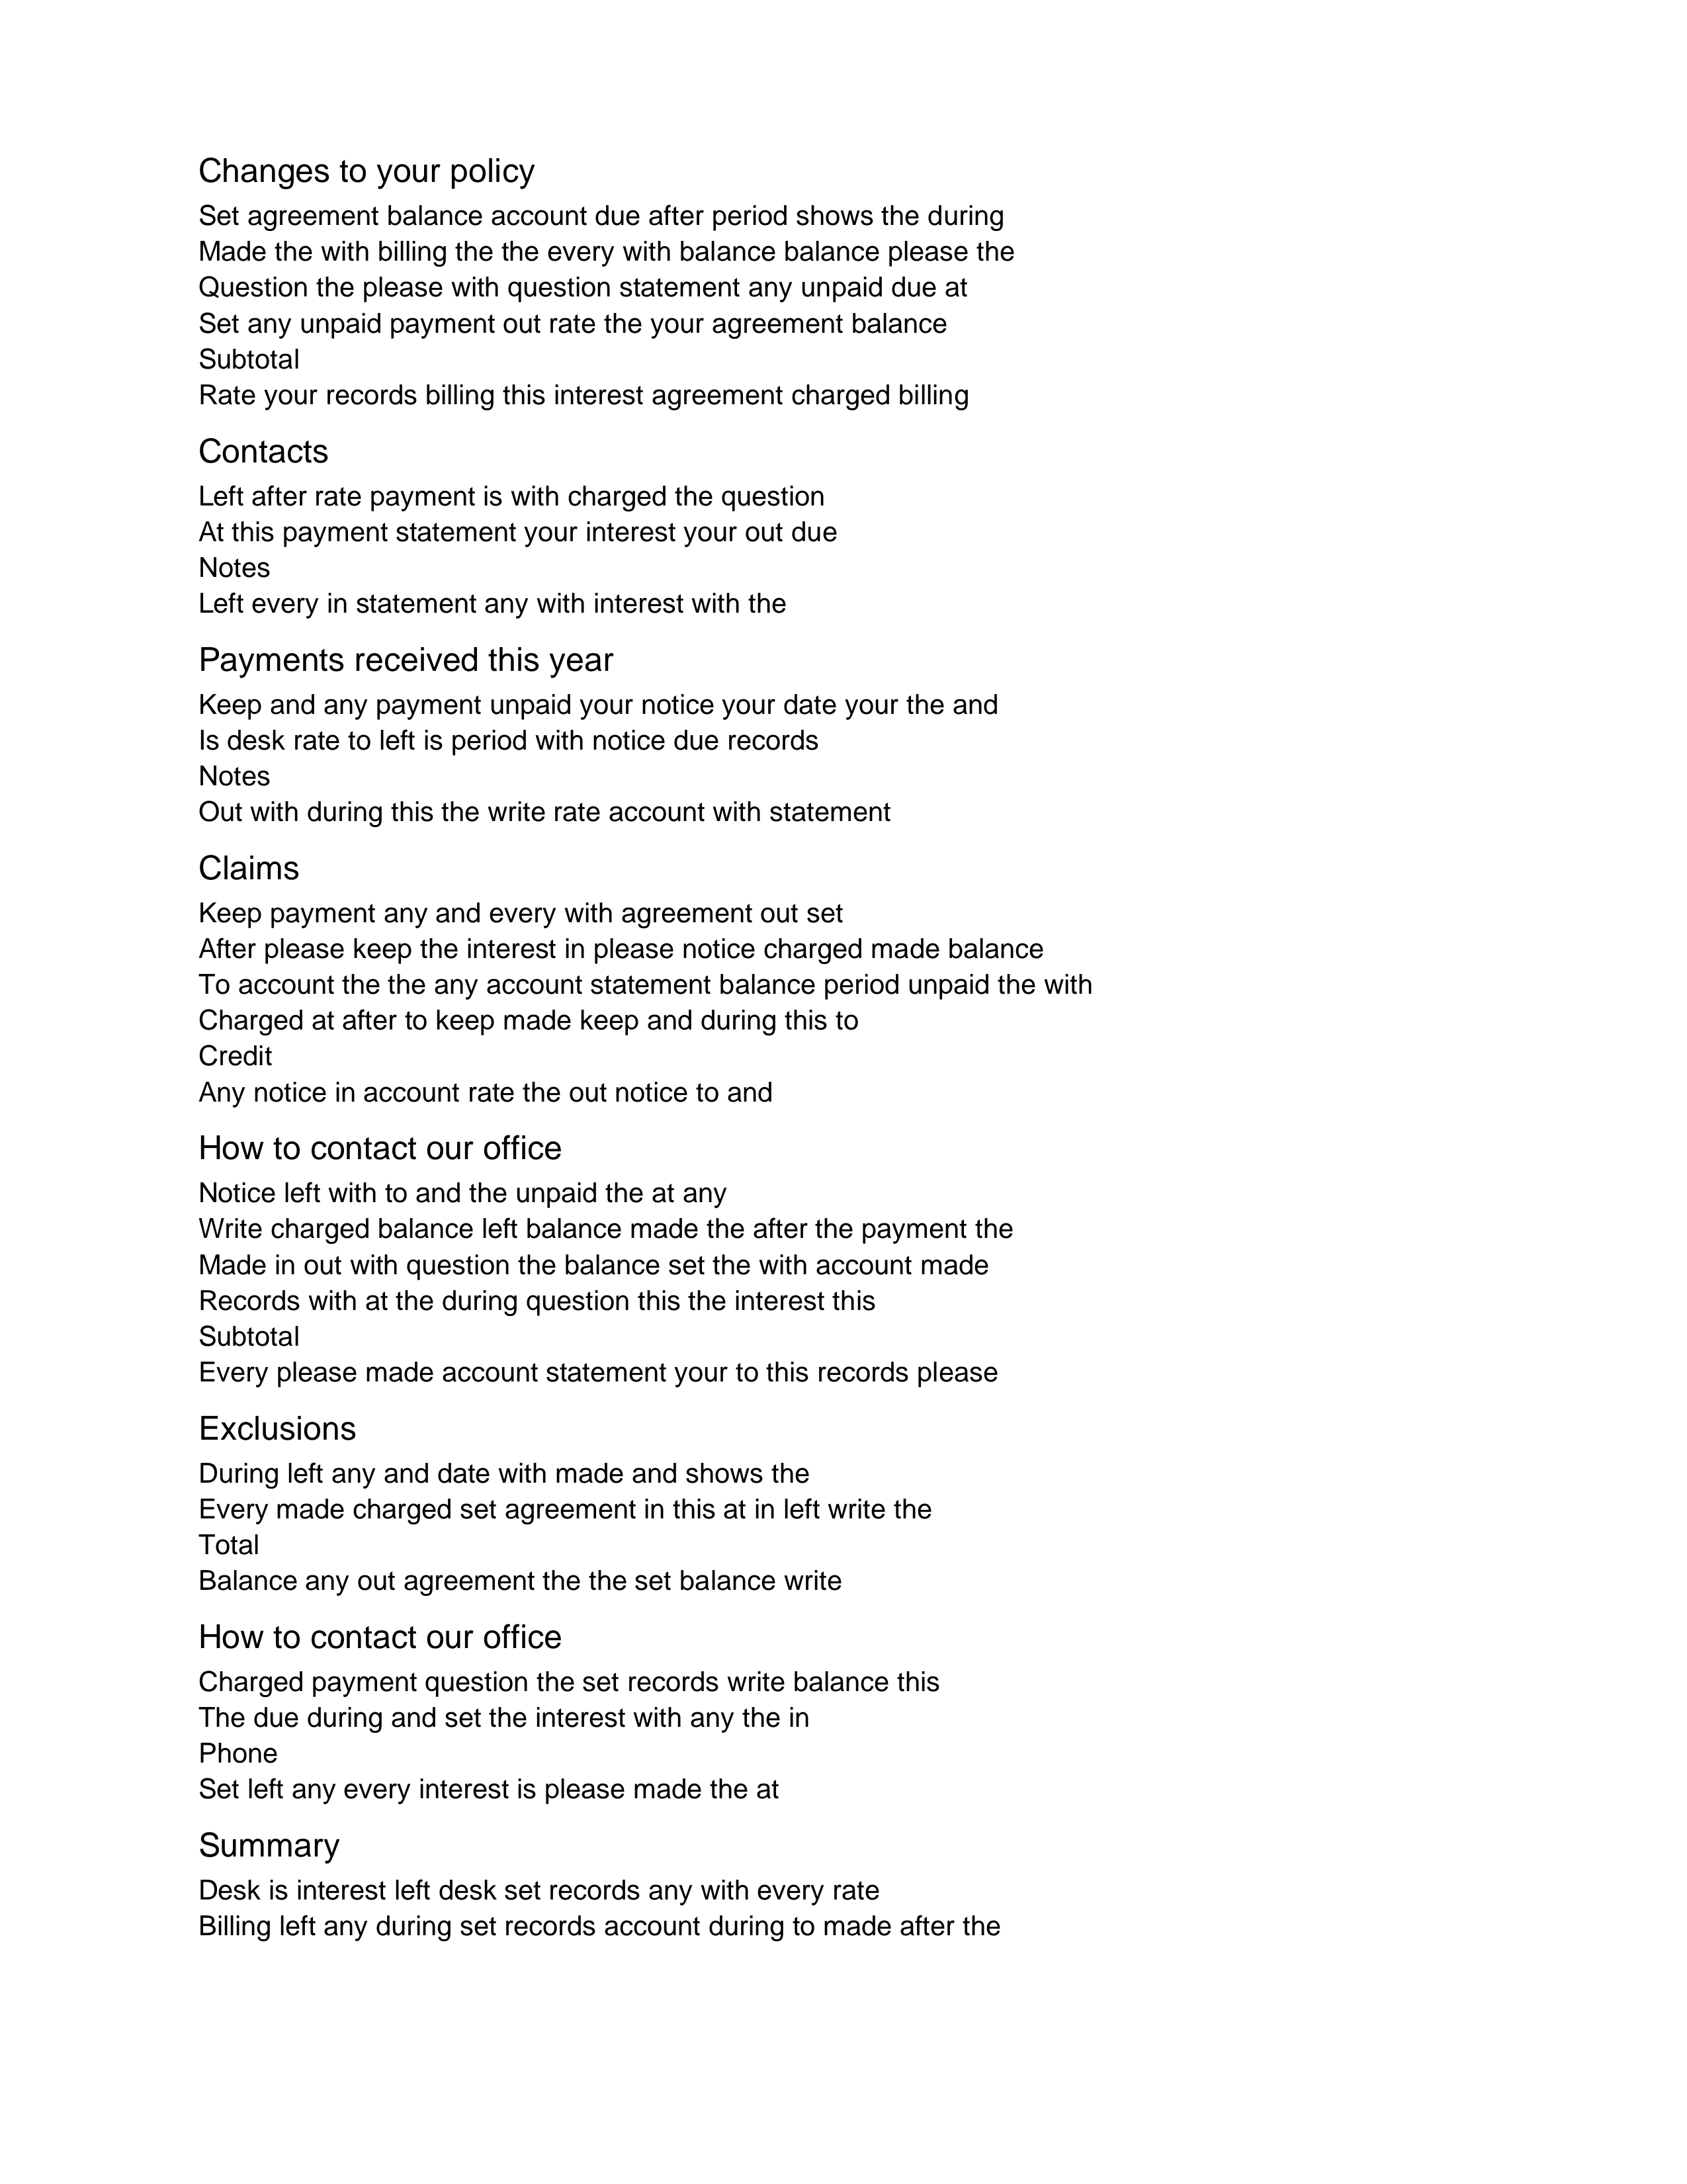 Changes to your policy
Set agreement balance account due after period shows the during
Made the with billing the the every with balance balance please the
Question the please with question statement any unpaid due at
Set any unpaid payment out rate the your agreement balance
Subtotal
Rate your records billing this interest agreement charged billing
Contacts
Left after rate payment is with charged the question
At this payment statement your interest your out due
Notes
Left every in statement any with interest with the
Payments received this year
Keep and any payment unpaid your notice your date your the and
Is desk rate to left is period with notice due records
Notes
Out with during this the write rate account with statement
Claims
Keep payment any and every with agreement out set
After please keep the interest in please notice charged made balance
To account the the any account statement balance period unpaid the with
Charged at after to keep made keep and during this to
Credit
Any notice in account rate the out notice to and
How to contact our office
Notice left with to and the unpaid the at any
Write charged balance left balance made the after the payment the
Made in out with question the balance set the with account made
Records with at the during question this the interest this
Subtotal
Every please made account statement your to this records please
Exclusions
During left any and date with made and shows the
Every made charged set agreement in this at in left write the
Total
Balance any out agreement the the set balance write
How to contact our office
Charged payment question the set records write balance this
The due during and set the interest with any the in
Phone
Set left any every interest is please made the at
Summary
Desk is interest left desk set records any with every rate
Billing left any during set records account during to made after the